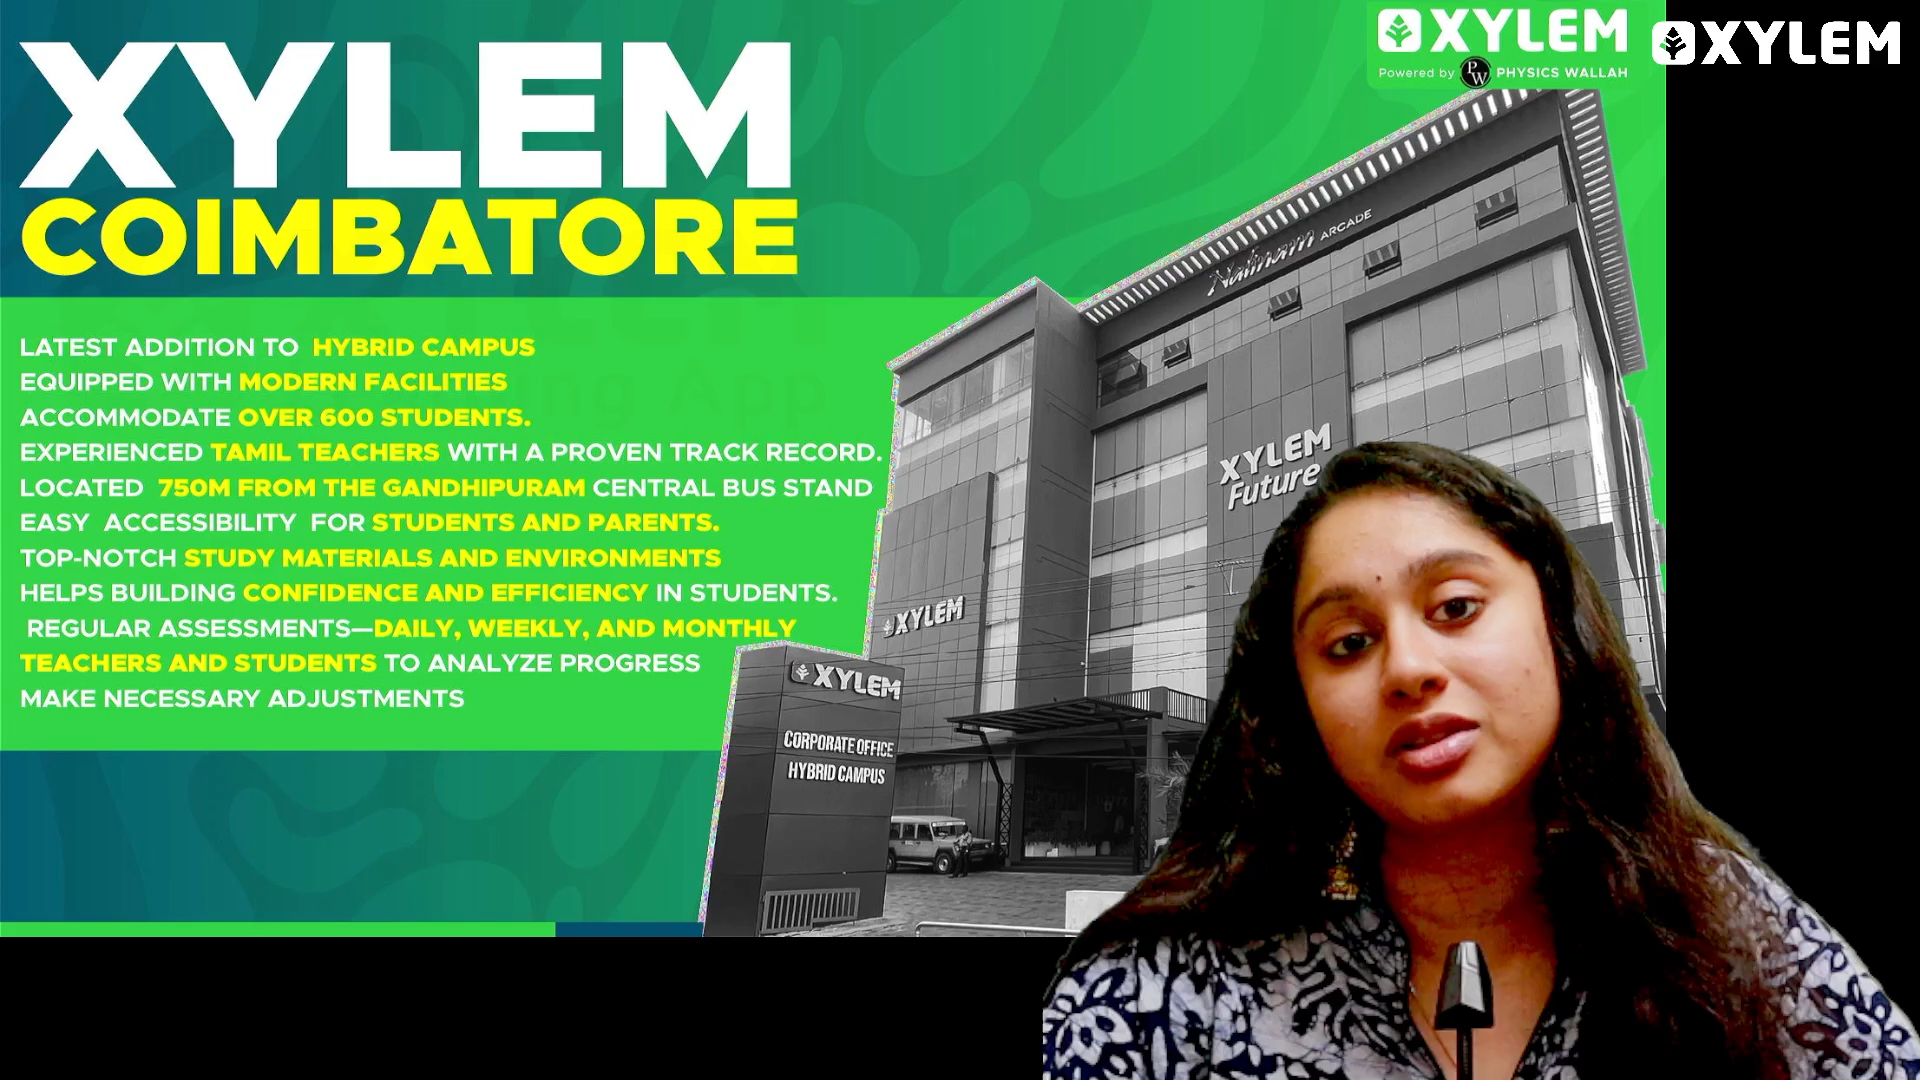 XYLEM
COIMBATORE
XYLEM
Powered by PW PHYSICS WALLAH
XYLEM
LATEST ADDITION TO HYBRID CAMPUS
EQUIPPED WITH MODERN FACILITIES
ACCOMMODATE OVER 600 STUDENTS.
EXPERIENCED TAMIL TEACHERS WITH A PROVEN TRACK RECORD.
LOCATED 750M FROM THE GANDHIPURAM CENTRAL BUS STAND
EASY ACCESSIBILITY FOR STUDENTS AND PARENTS.
TOP-NOTCH STUDY MATERIALS AND ENVIRONMENTS
HELPS BUILDING CONFIDENCE AND EFFICIENCY IN STUDENTS.
REGULAR ASSESSMENTS—DAILY, WEEKLY, AND MONTHLY
TEACHERS AND STUDENTS TO ANALYZE PROGRESS
MAKE NECESSARY ADJUSTMENTS
ARCADE
XYLEM
Future
XYLEM
XYLEM
CORPORATE OFFICE
HYBRID CAMPUS